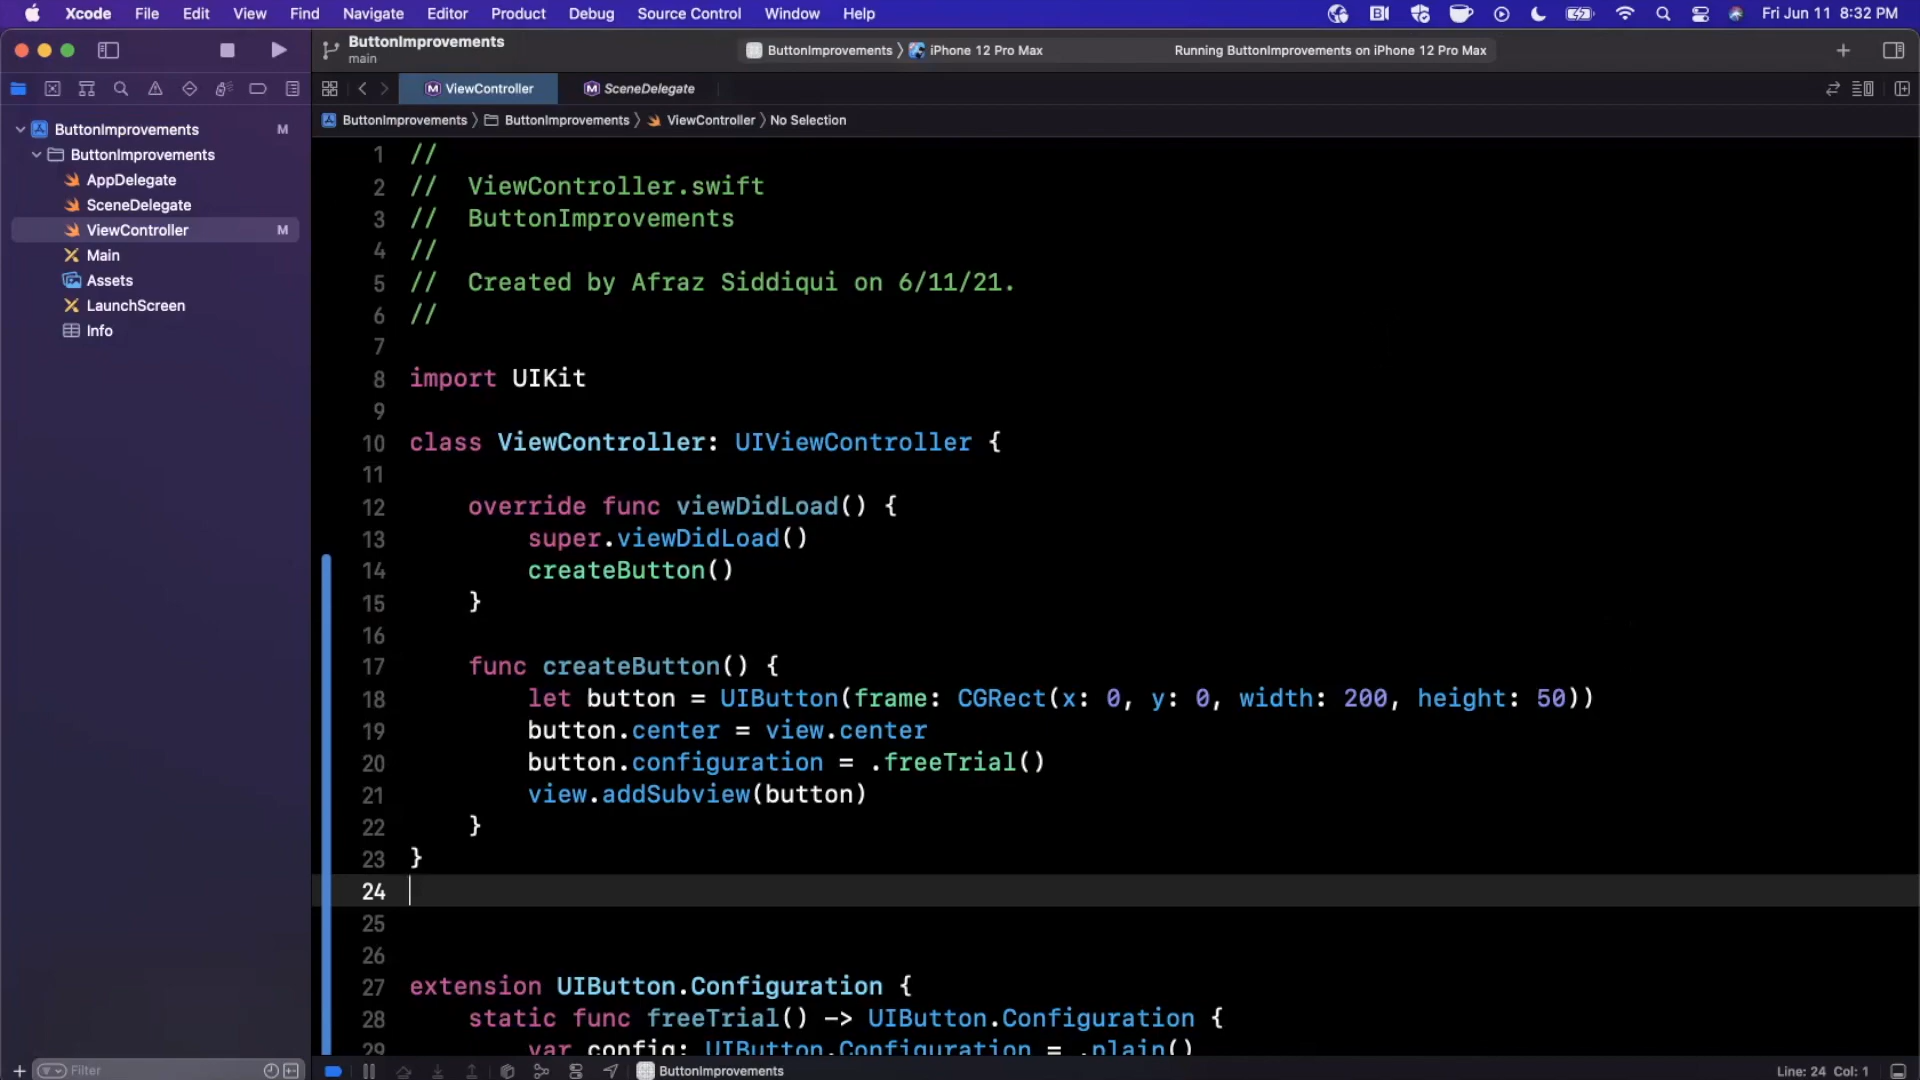 Xcode File Edit View Find Navigate Editor Product Debug Source Control Window Help Fri Jun 11 8:32 PM
ButtonImprovements
main
ButtonImprovements iPhone 12 Pro Max Running ButtonImprovements on iPhone 12 Pro Max
ViewController SceneDelegate
ButtonImprovements ButtonImprovements ViewController No Selection
ButtonImprovements M
ButtonImprovements
AppDelegate
SceneDelegate
ViewController M
Main
Assets
LaunchScreen
Info
1 //
2 // ViewController.swift
3 // ButtonImprovements
4 //
5 // Created by Afraz Siddiqui on 6/11/21.
6 //
7
8 import UIKit
9
10 class ViewController: UIViewController {
11
12 override func viewDidLoad() {
13 super.viewDidLoad()
14 createButton()
15 }
16
17 func createButton() {
18 let button = UIButton(frame: CGRect(x: 0, y: 0, width: 200, height: 50))
19 button.center = view.center
20 button.configuration = .freeTrial()
21 view.addSubview(button)
22 }
23 }
24
25
26
27 extension UIButton.Configuration {
28 static func freeTrial() -> UIButton.Configuration {
29 var config: UIButton.Configuration = .plain()
Filter
ButtonImprovements
Line: 24 Col: 1